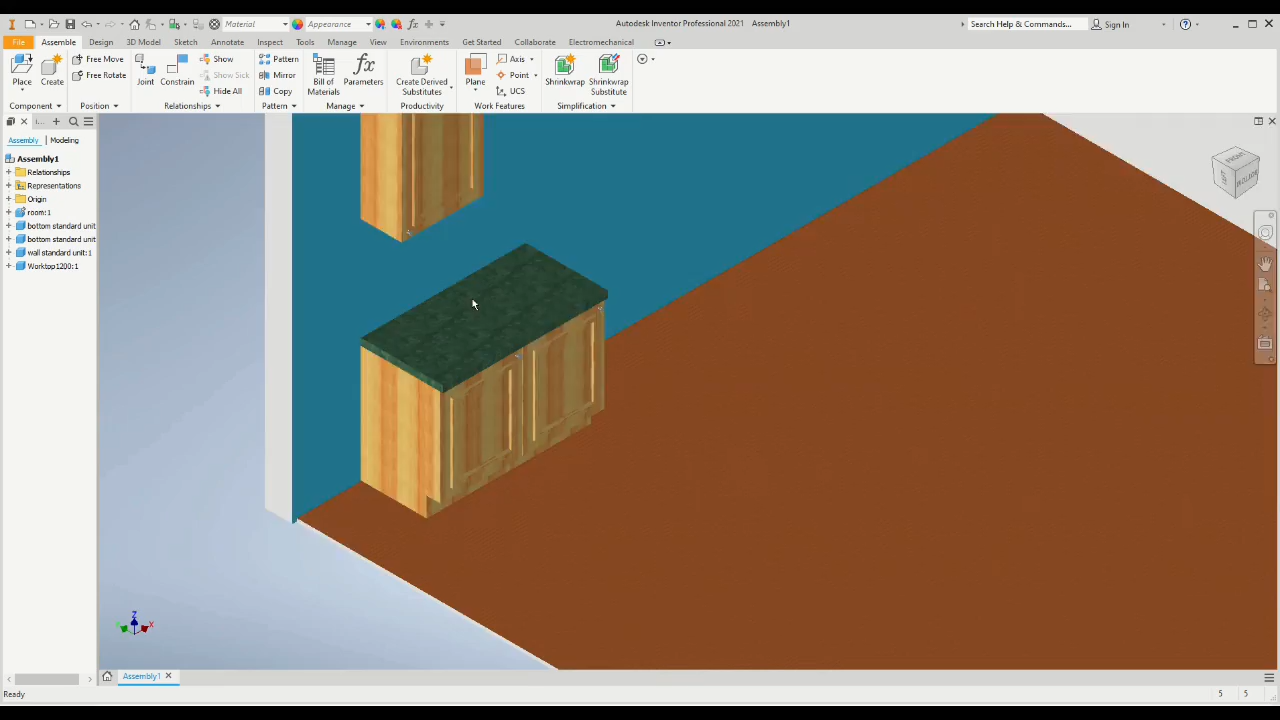 Material
Appearance
Autodesk Inventor Professional 2021 Assembly1
Search Help & Commands...
Sign In
File Assemble Design 3D Model Sketch Annotate Inspect Tools Manage View Environments Get Started Collaborate Electromechanical
Place
Create
Free Move
Free Rotate
Joint
Constrain
Show
Show Sick
Hide All
Pattern
Mirror
Copy
Bill of
Materials
Parameters
Create Derived
Substitutes
Plane
Axis
Point
UCS
Shrinkwrap
Shrinkwrap
Substitute
Component Position Relationships Pattern Manage Productivity Work Features Simplification
Assembly Modeling
Assembly1
Relationships
Representations
Origin
room:1
bottom standard unit
bottom standard unit
wall standard unit:1
Worktop1200:1
Z
X
Assembly1
Ready
5 5